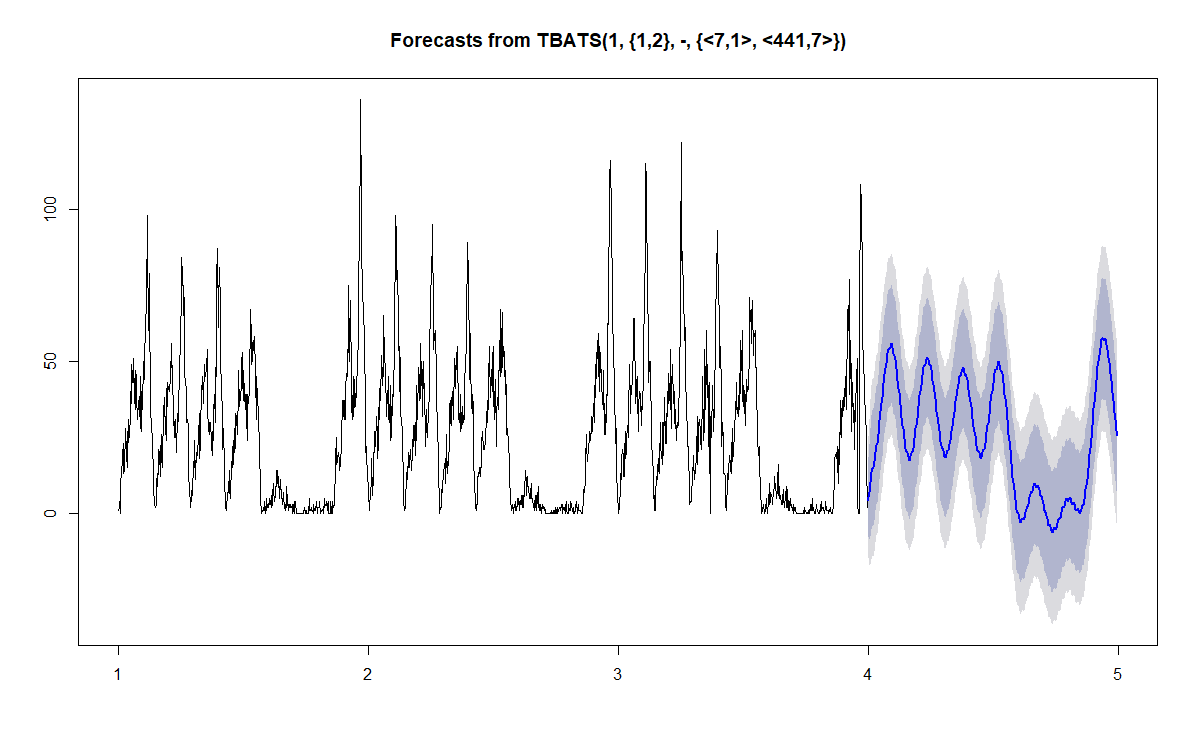 Forecasts from TBATS(1, {1,2}, -, {<7,1>, <441,7>})
100
50
0
1 2 3 4 5